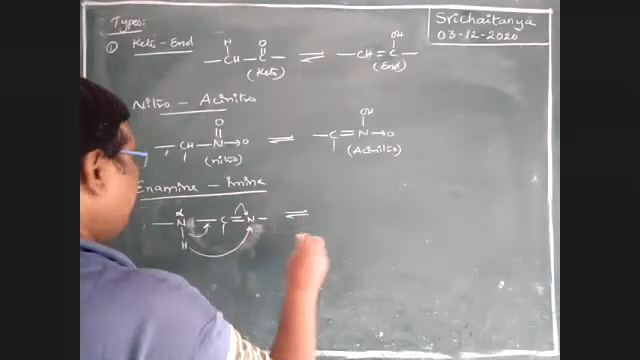 Types:
Srichaitanya
03-12-2020
① Keto-Enol
H O OH
— CH — C — ⇌ — CH = C —
(Keto) (Enol)
Nitro — Acinitro
O OH
— CH — N → O ⇌ — C = N → O
(nitro) (Acinitro)
Enamine — imine
α
— N — C = N — ⇌
H